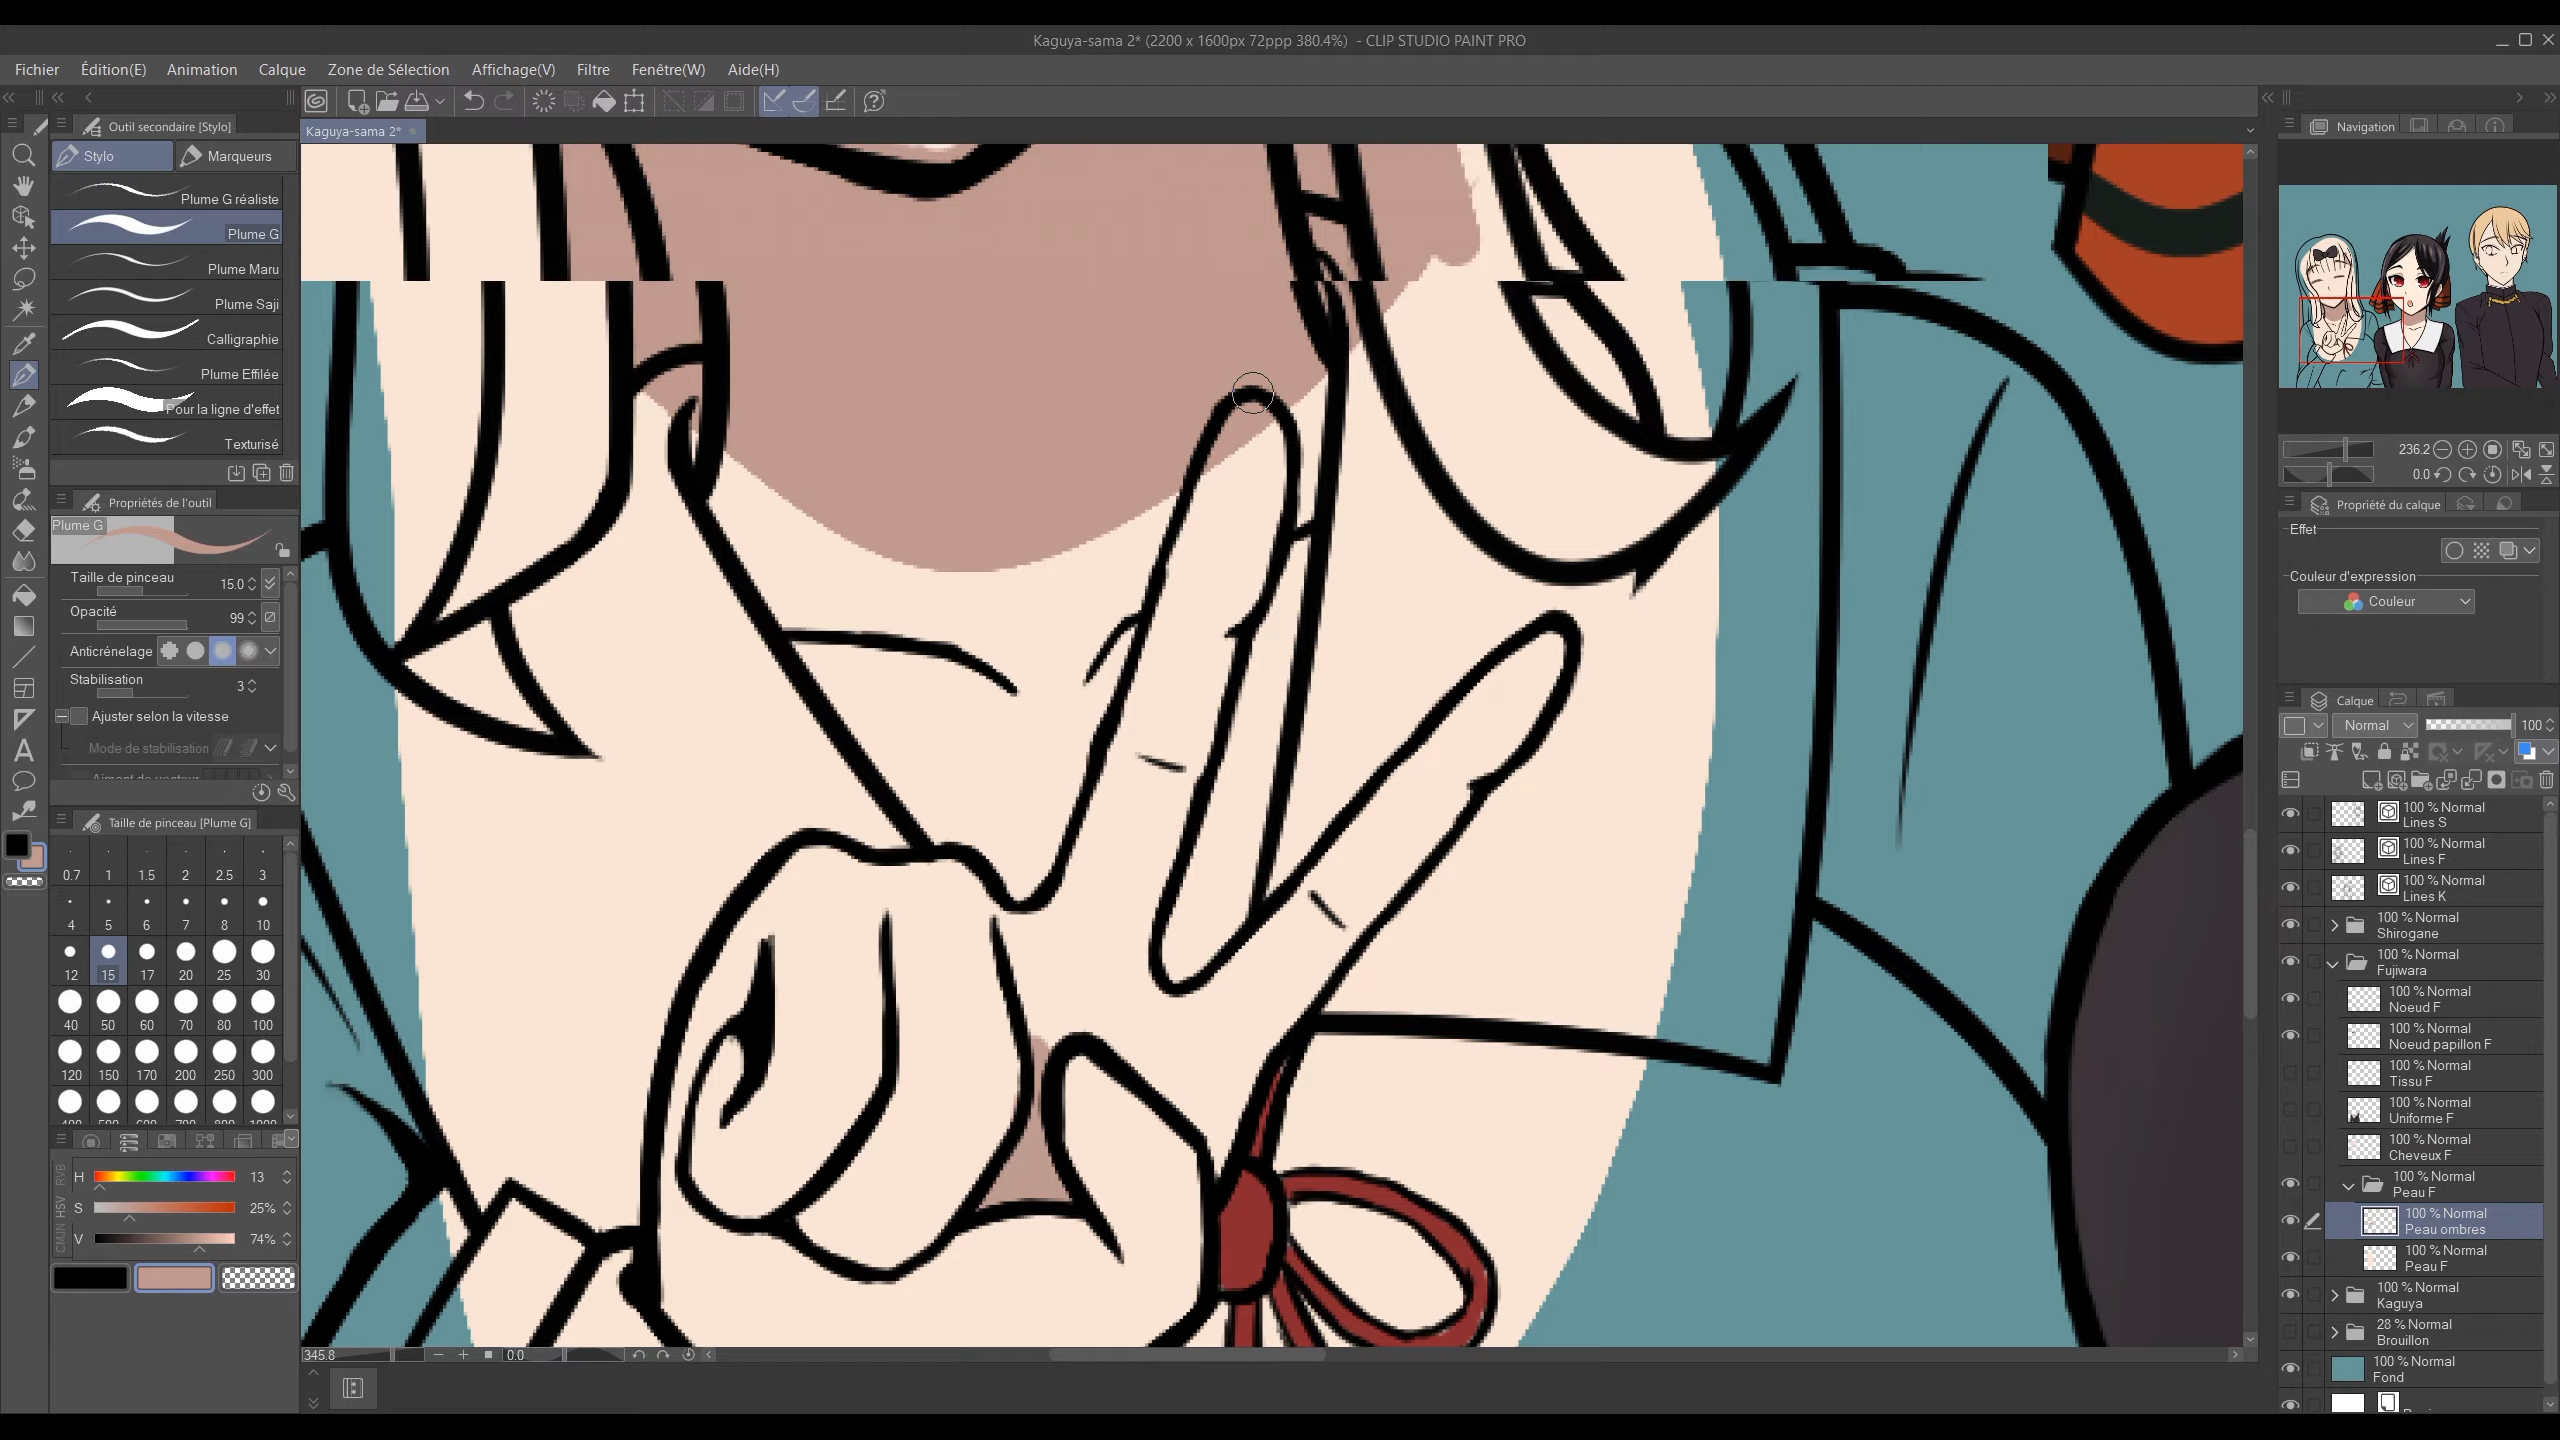 Kaguya-sama 2* (2200 x 1600px 72ppp 380.4%) - CLIP STUDIO PAINT PRO
Fichier Édition(E) Animation Calque Zone de Sélection Affichage(V) Filtre Fenêtre(W) Aide(H)
Outil secondaire [Stylo]
Stylo
Marqueurs
Plume G réaliste
Plume G
Plume Maru
Plume Saji
Calligraphie
Plume Effilée
Pour la ligne d'effet
Texturisé
Propriétés de l'outil
Plume G
Taille de pinceau 15.0
Opacité 99
Anticrénelage
Stabilisation 3
Ajuster selon la vitesse
Mode de stabilisation
Aimant de vecteur
Taille de pinceau [Plume G]
0.7 1 1.5 2 2.5 3
4 5 6 7 8 10
12 15 17 20 25 30
40 50 60 70 80 100
120 150 170 200 250 300
RVB
HSV
CMJN
H 13
S 25%
V 74%
Kaguya-sama 2*
345.8
0.0
Navigation
236.2
0.0
Propriété du calque
Effet
Couleur d'expression
Couleur
Calque
Normal 100
100 % Normal
Lines S
100 % Normal
Lines F
100 % Normal
Lines K
100 % Normal
Shirogane
100 % Normal
Fujiwara
100 % Normal
Noeud F
100 % Normal
Noeud papillon F
100 % Normal
Tissu F
100 % Normal
Uniforme F
100 % Normal
Cheveux F
100 % Normal
Peau F
100 % Normal
Peau ombres
100 % Normal
Peau F
100 % Normal
Kaguya
28 % Normal
Brouillon
100 % Normal
Fond